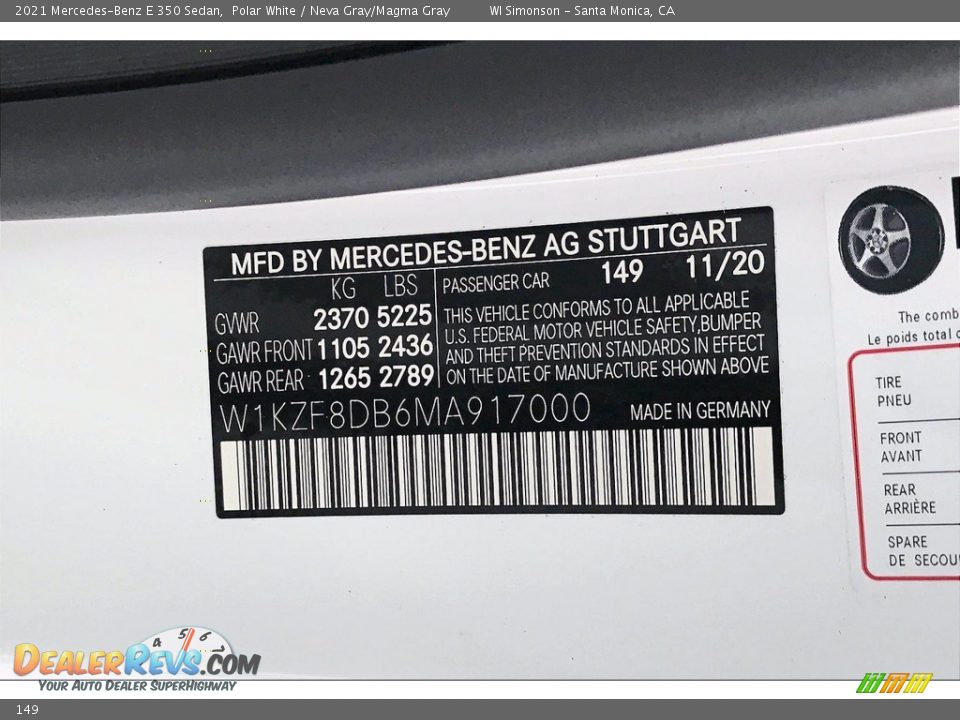 2021 Mercedes-Benz E 350 Sedan, Polar White / Neva Gray/Magma Gray WI Simonson - Santa Monica, CA
MFD BY MERCEDES-BENZ AG STUTTGART
KG LBS
GVWR 2370 5225
GAWR FRONT 1105 2436
GAWR REAR 1265 2789
PASSENGER CAR 149 11/20
THIS VEHICLE CONFORMS TO ALL APPLICABLE
U.S. FEDERAL MOTOR VEHICLE SAFETY,BUMPER
AND THEFT PREVENTION STANDARDS IN EFFECT
ON THE DATE OF MANUFACTURE SHOWN ABOVE
W1KZF8DB6MA917000 MADE IN GERMANY
The comb
Le poids total
TIRE
PNEU
FRONT
AVANT
REAR
ARRIÈRE
SPARE
DE SECOU
4 5 6
DealerRevs.com
Your Auto Dealer SuperHighway
149